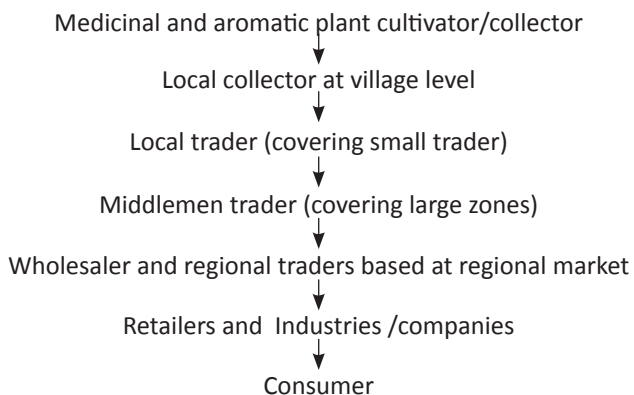 Medicinal and aromatic plant cultivator/collector
Local collector at village level
Local trader (covering small trader)
Middlemen trader (covering large zones)
Wholesaler and regional traders based at regional market
Retailers and Industries /companies
Consumer